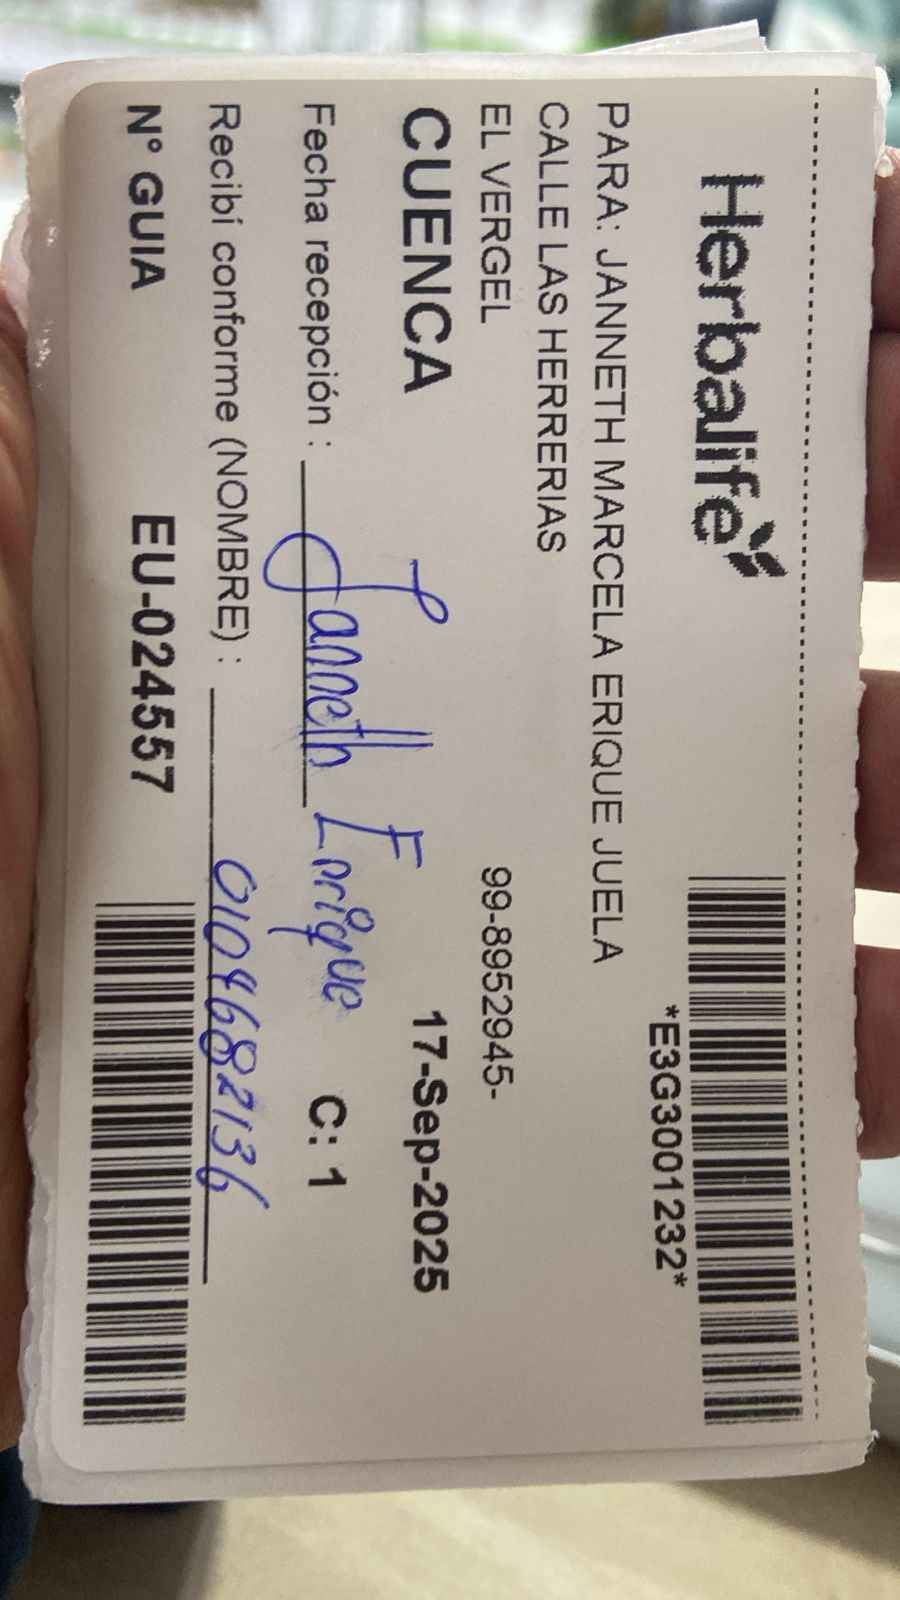 Herbalife
*E3G3001232*
PARA: JANNETH MARCELA ERIQUE JUELA
CALLE LAS HERRERIAS
EL VERGEL 99-8952945-
CUENCA 17-Sep-2025
Fecha recepción : Janneth Erique C: 1
Recibí conforme (NOMBRE) : 0104682136
N° GUIA EU-024557